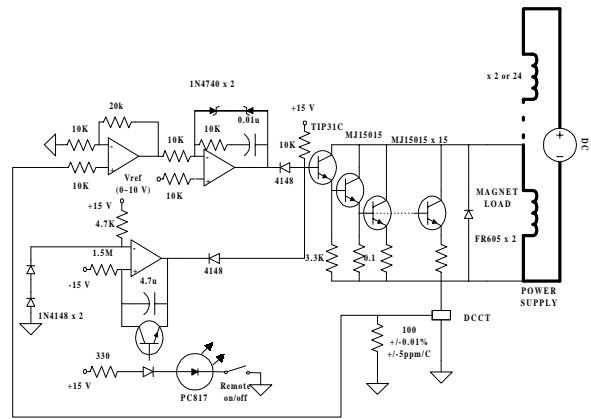 x 2 or 24
1N4740 x 2
20k
0.01u
+15 V
TIP31C
MJ15015
MJ15015 x 15
10K
10K
10K
10K
DC
+
−
4148
10K
Vref
(0~10 V)
10K
MAGNET
LOAD
+15 V
4.7K
FR605 x 2
1.5M
3.3K
0.1
4148
-15 V
4.7u
POWER
SUPPLY
1N4148 x 2
DCCT
100
+/-0.01%
+/-5ppm/C
330
+15 V
PC817
Remote
on/off